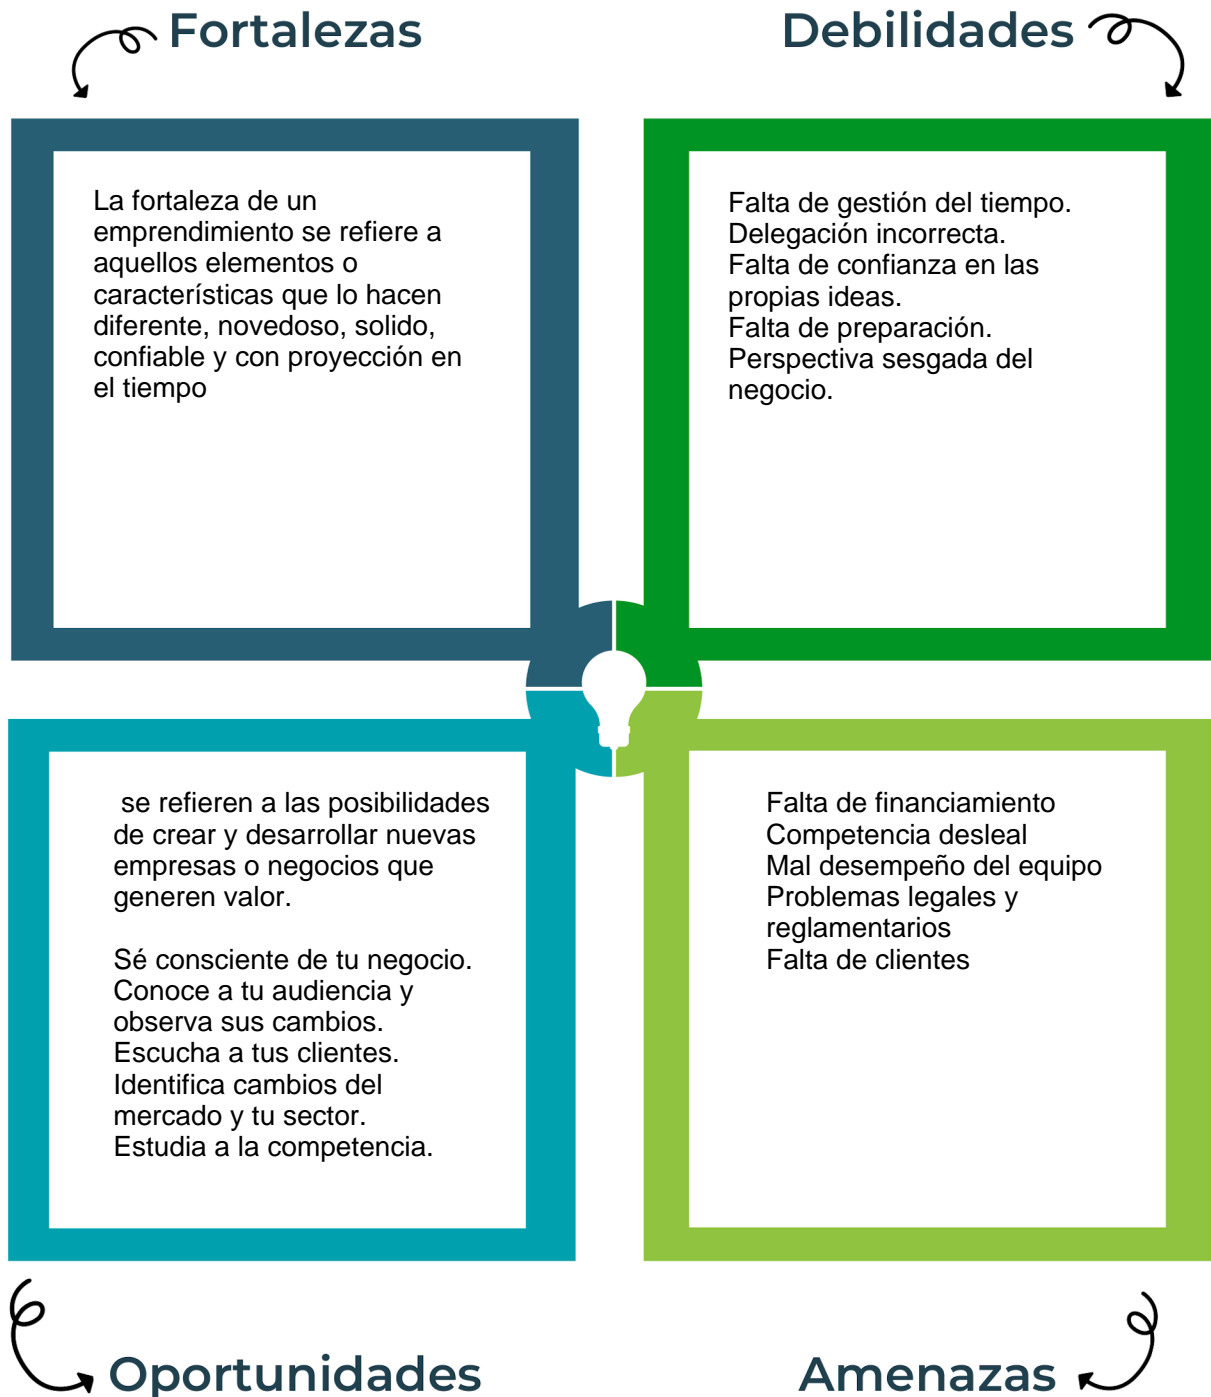 Fortalezas
La fortaleza de un
emprendimiento se refiere a
aquellos elementos o
características que lo hacen
diferente, novedoso, solido,
confiable y con proyección en
el tiempo
Debilidades
Falta de gestión del tiempo.
Delegación incorrecta.
Falta de confianza en las
propias ideas.
Falta de preparación.
Perspectiva sesgada del
negocio.
se refieren a las posibilidades
de crear y desarrollar nuevas
empresas o negocios que
generen valor.
Sé consciente de tu negocio.
Conoce a tu audiencia y
observa sus cambios.
Escucha a tus clientes.
Identifica cambios del
mercado y tu sector.
Estudia a la competencia.
Oportunidades
Falta de financiamiento
Competencia desleal
Mal desempeño del equipo
Problemas legales y
reglamentarios
Falta de clientes
Amenazas